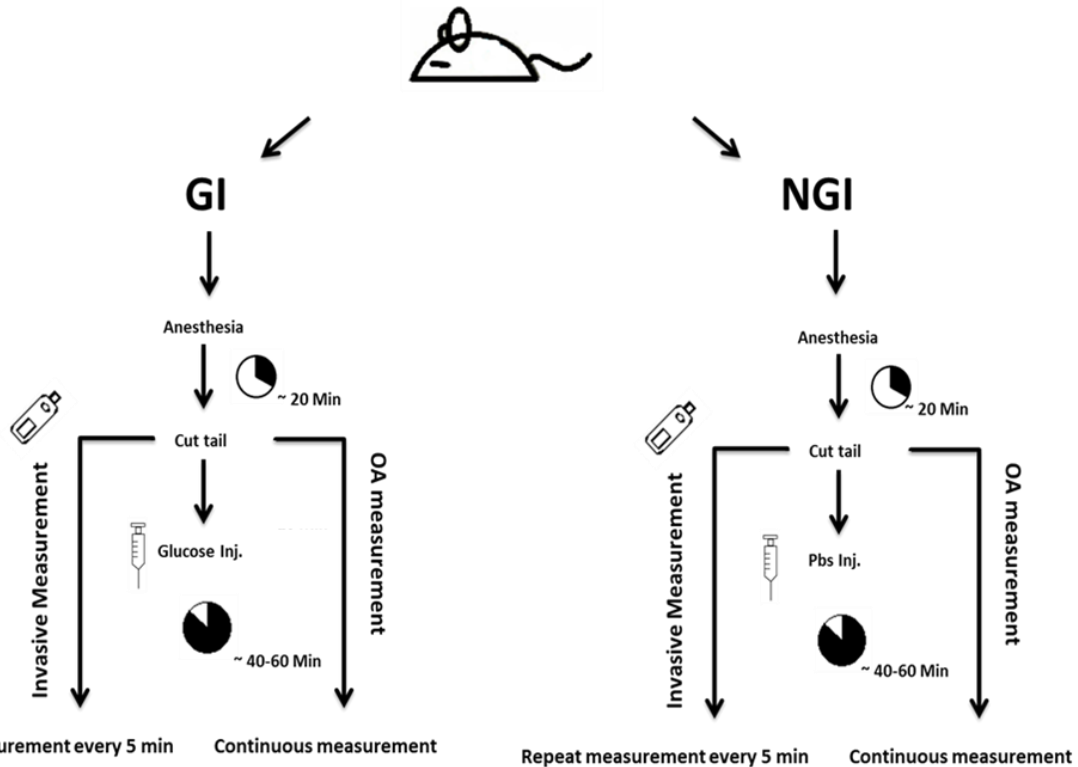 GI
Anesthesia
~ 20 Min
Cut tail
Invasive Measurement
OA measurement
Glucose Inj.
~ 40-60 Min
every 5 min
Continuous measurement
NGI
Anesthesia
~ 20 Min
Cut tail
Invasive Measurement
OA measurement
Pbs Inj.
~ 40-60 Min
Repeat measurement every 5 min
Continuous measurement